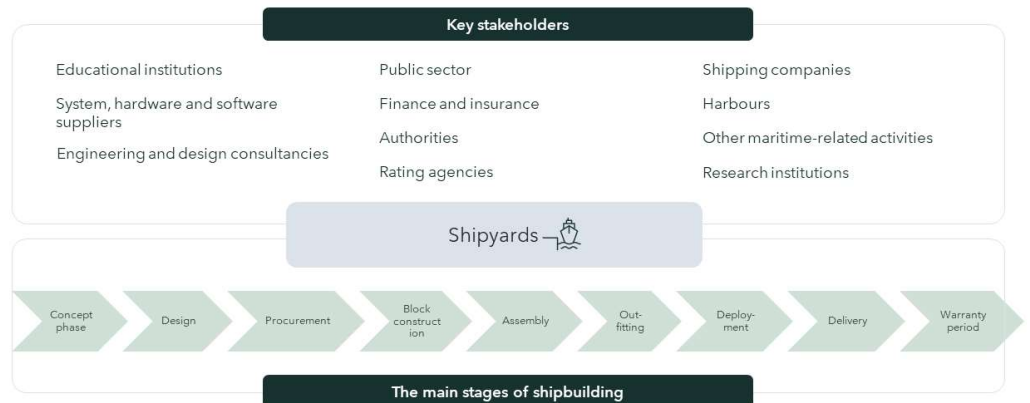 Key stakeholders
Educational institutions
System, hardware and software
suppliers
Engineering and design consultancies
Public sector
Finance and insurance
Authorities
Rating agencies
Shipping companies
Harbours
Other maritime-related activities
Research institutions
Shipyards
Concept
phase
Design
Procurement
Block
construct
ion
Assembly
Out-
fitting
Deploy-
ment
Delivery
Warranty
period
The main stages of shipbuilding